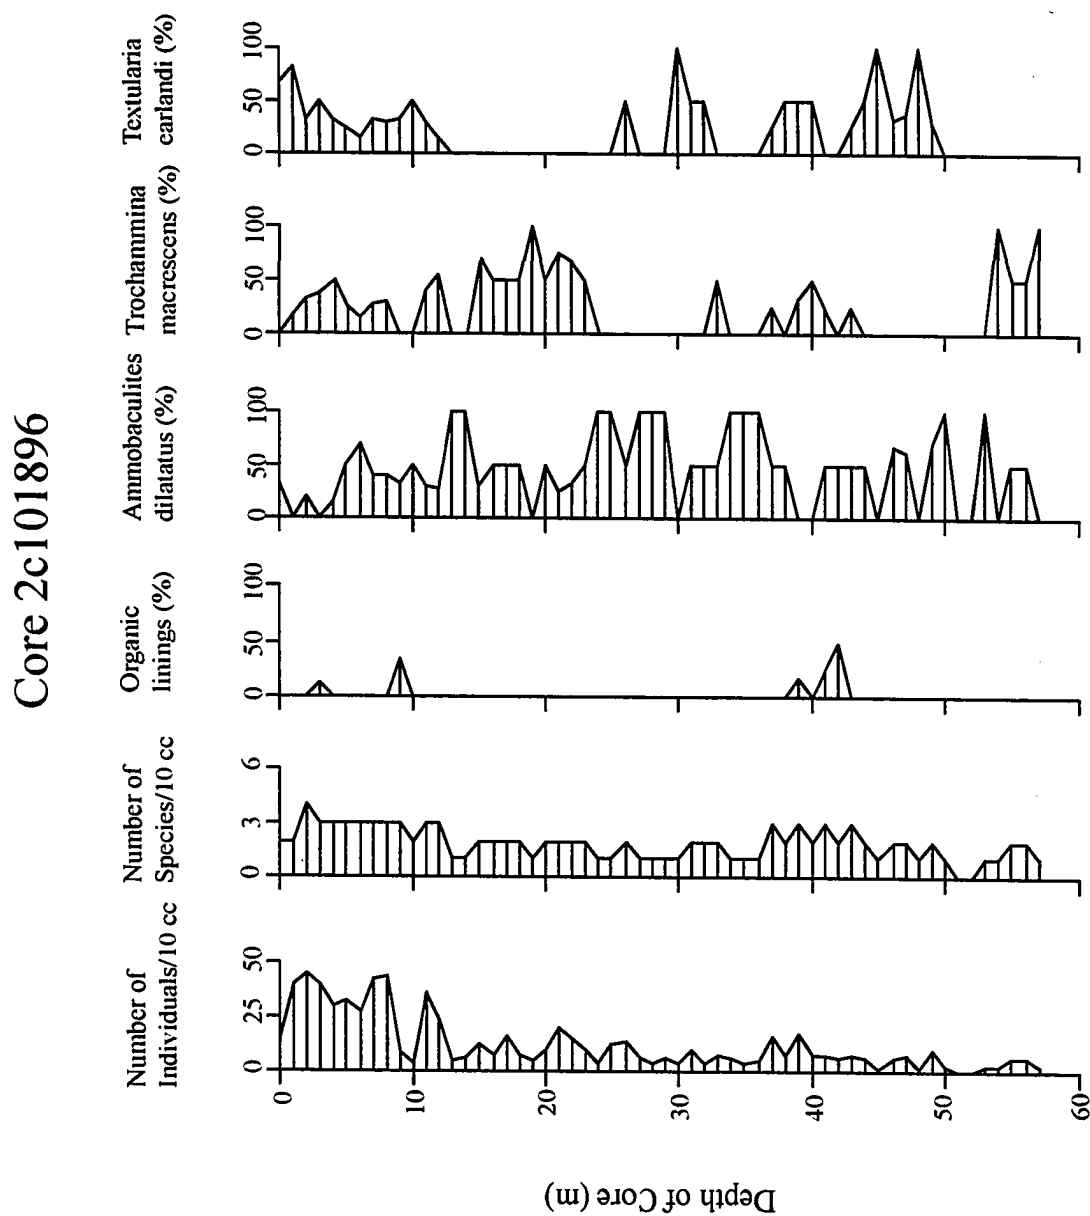 Core 2c101896
Number of
Individuals/10 cc
Number of
Species/10 cc
Organic
linings (%)
Ammobaculites
dilatatus (%)
Trochammina
macrescens (%)
Textularia
earlandi (%)
0
25
50
0
3
6
0
50
100
0
50
100
0
50
100
0
50
100
0
10
20
30
40
50
60
Depth of Core (m)